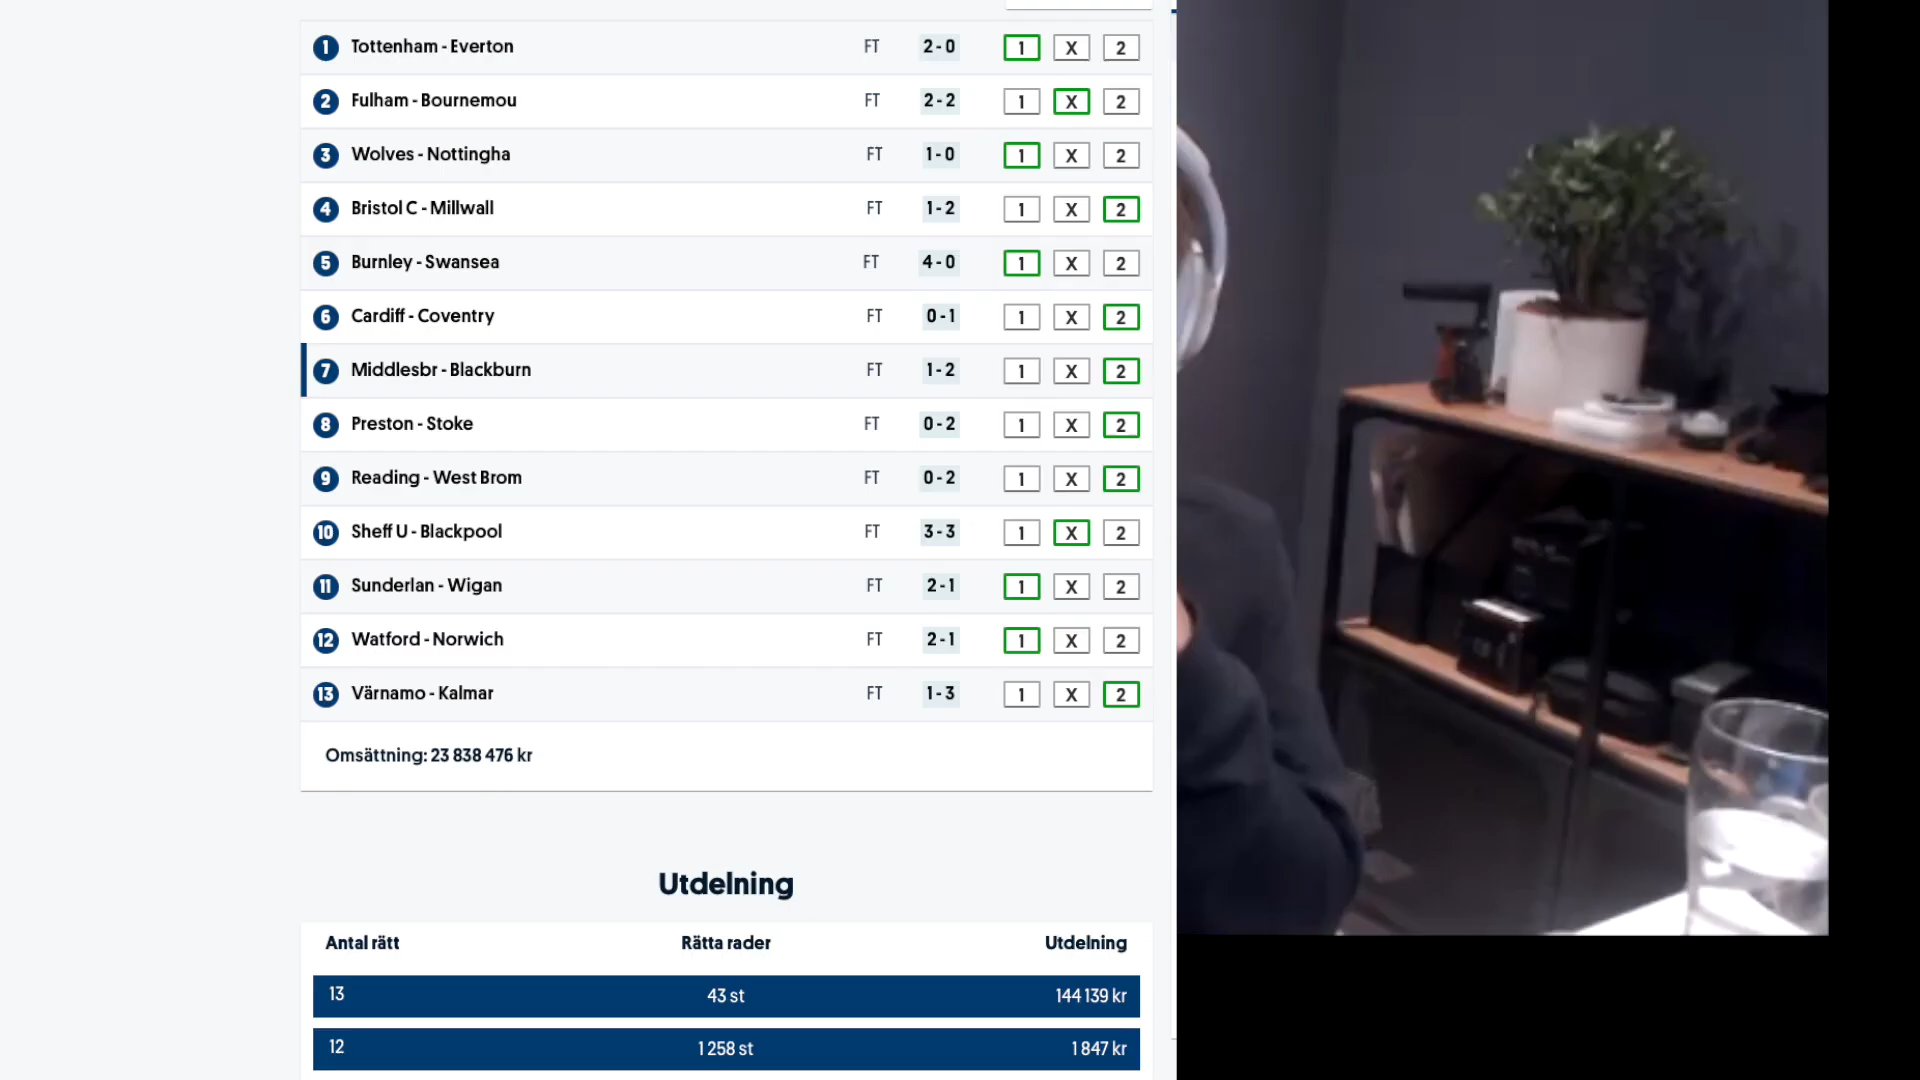 1 Tottenham - Everton FT 2 - 0 1 X 2
2 Fulham - Bournemou FT 2 - 2 1 X 2
3 Wolves - Nottingha FT 1 - 0 1 X 2
4 Bristol C - Millwall FT 1 - 2 1 X 2
5 Burnley - Swansea FT 4 - 0 1 X 2
6 Cardiff - Coventry FT 0 - 1 1 X 2
7 Middlesbr - Blackburn FT 1 - 2 1 X 2
8 Preston - Stoke FT 0 - 2 1 X 2
9 Reading - West Brom FT 0 - 2 1 X 2
10 Sheff U - Blackpool FT 3 - 3 1 X 2
11 Sunderlan - Wigan FT 2 - 1 1 X 2
12 Watford - Norwich FT 2 - 1 1 X 2
13 Värnamo - Kalmar FT 1 - 3 1 X 2
Omsättning: 23 838 476 kr
Utdelning
Antal rätt Rätta rader Utdelning
13 43 st 144 139 kr
12 1 258 st 1 847 kr